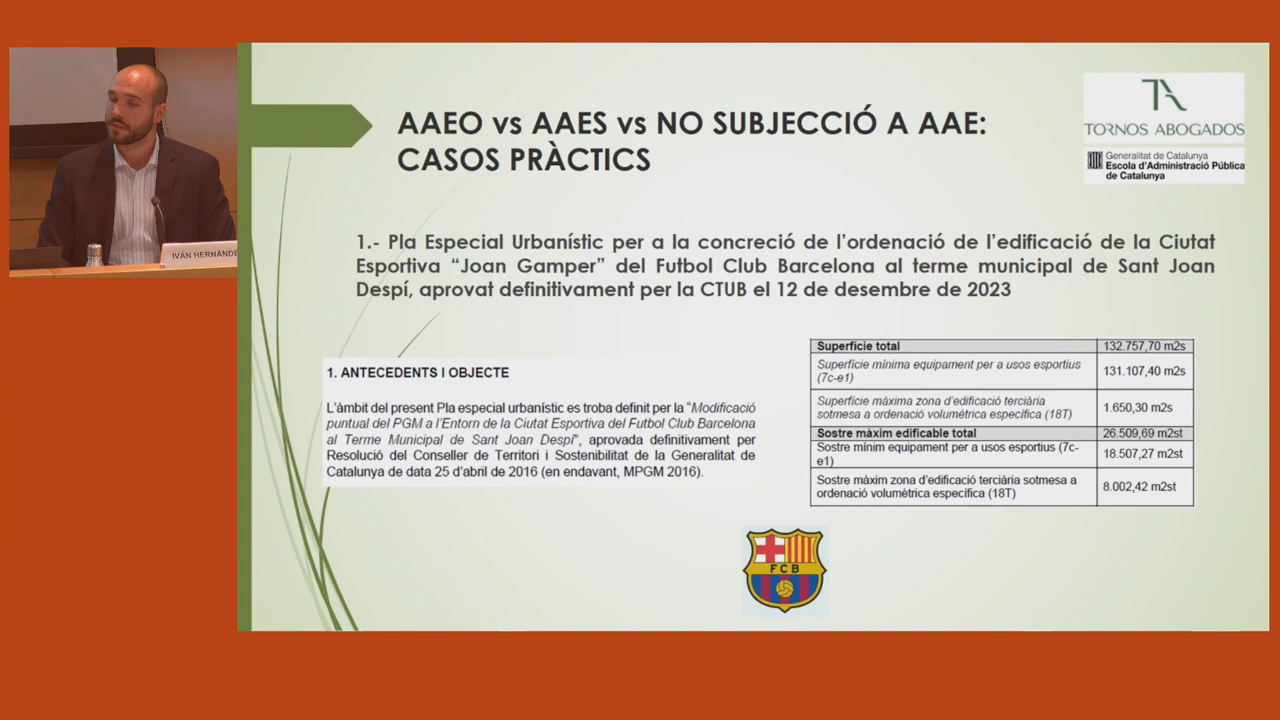 AAEO vs AAES vs NO SUBJECCIÓ A AAE:
CASOS PRÀCTICS
TA
TORNOS ABOGADOS
Generalitat de Catalunya
Escola d'Administració Pública
de Catalunya
IVÁN HERNÁNDE
1.- Pla Especial Urbanístic per a la concreció de l'ordenació de l'edificació de la Ciutat
Esportiva “Joan Gamper” del Futbol Club Barcelona al terme municipal de Sant Joan
Despí, aprovat definitivament per la CTUB el 12 de desembre de 2023
1. ANTECEDENTS I OBJECTE
L'àmbit del present Pla especial urbanístic es troba definit per la “Modificació
puntual del PGM a l'Entorn de la Ciutat Esportiva del Futbol Club Barcelona
al Terme Municipal de Sant Joan Despí”, aprovada definitivament per
Resolució del Conseller de Territori i Sostenibilitat de la Generalitat de
Catalunya de data 25 d'abril de 2016 (en endavant, MPGM 2016).
Superfície total 132.757,70 m2s
Superfície mínima equipament per a usos esportius
(7c-e1) 131.107,40 m2s
Superfície màxima zona d'edificació terciària
sotmesa a ordenació volumètrica específica (18T) 1.650,30 m2s
Sostre màxim edificable total 26.509,69 m2st
Sostre mínim equipament per a usos esportius (7c-
e1) 18.507,27 m2st
Sostre màxim zona d'edificació terciària sotmesa a
ordenació volumètrica específica (18T) 8.002,42 m2st
FCB